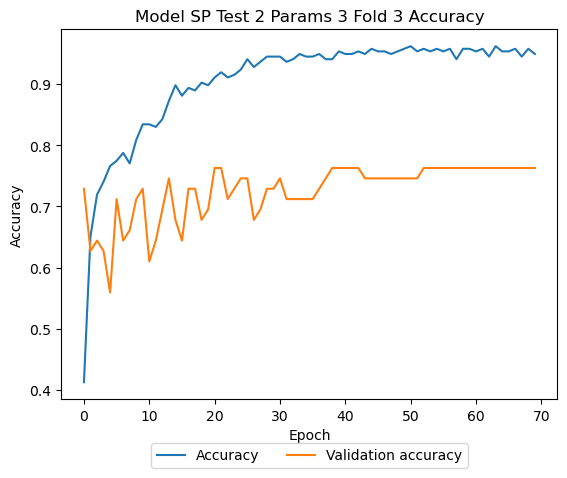 Model SP Test 2 Params 3 Fold 3 Accuracy
Accuracy
0.9
0.8
0.7
0.6
0.5
0.4
0 10 20 30 40 50 60 70
Epoch
Accuracy Validation accuracy